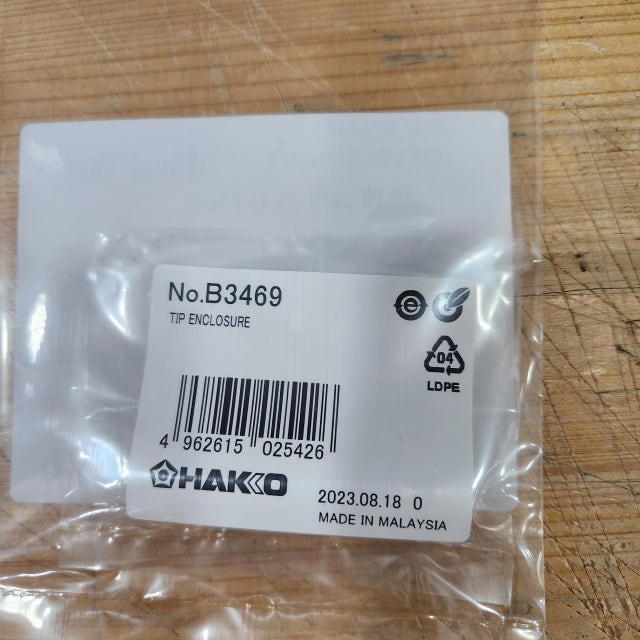 No.B3469
TIP ENCLOSURE
04
LDPE
4 962615 025426
HAKKO
2023.08.18 0
MADE IN MALAYSIA